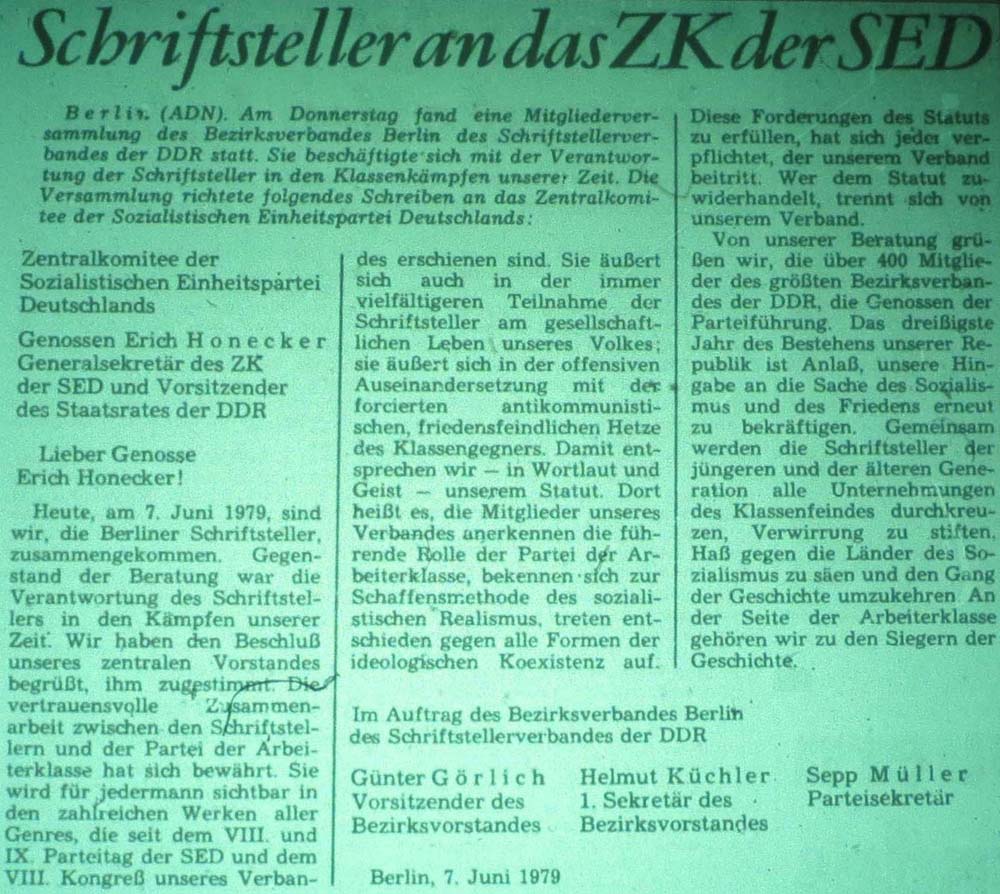 Schriftsteller an das ZK der SED
Berlin. (ADN). Am Donnerstag fand eine Mitgliederver-
sammlung des Bezirksverbandes Berlin des Schriftstellerver-
bandes der DDR statt. Sie beschäftigte sich mit der Verantwor-
tung der Schriftsteller in den Klassenkämpfen unserer Zeit. Die
Versammlung richtete folgendes Schreiben an das Zentralkomi-
tee der Sozialistischen Einheitspartei Deutschlands:
Zentralkomitee der
Sozialistischen Einheitspartei
Deutschlands
Genossen Erich Honecker
Generalsekretär des ZK
der SED und Vorsitzender
des Staatsrates der DDR
Lieber Genosse
Erich Honecker!
Heute, am 7. Juni 1979, sind
wir, die Berliner Schriftsteller,
zusammengekommen. Gegen-
stand der Beratung war die
Verantwortung des Schriftstel-
lers in den Kämpfen unserer
Zeit. Wir haben den Beschluß
unseres zentralen Vorstandes
begrüßt, ihm zugestimmt. Die
vertrauensvolle Zusammen-
arbeit zwischen den Schriftstel-
lern und der Partei der Arbei-
terklasse hat sich bewährt. Sie
wird für jedermann sichtbar in
den zahlreichen Werken aller
Genres, die seit dem VIII. und
IX. Parteitag der SED und dem
VIII. Kongreß unseres Verban-
des erschienen sind. Sie äußert
sich auch in der immer
vielfältigeren Teilnahme der
Schriftsteller am gesellschaft-
lichen Leben unseres Volkes;
sie äußert sich in der offensiven
Auseinandersetzung mit der
forcierten antikommunisti-
schen, friedensfeindlichen Hetze
des Klassengegners. Damit ent-
sprechen wir — in Wortlaut und
Geist — unserem Statut. Dort
heißt es, die Mitglieder unseres
Verbandes anerkennen die füh-
rende Rolle der Partei der Ar-
beiterklasse, bekennen sich zur
Schaffensmethode des soziali-
stischen Realismus, treten ent-
schieden gegen alle Formen der
ideologischen Koexistenz auf.
Diese Forderungen des Statuts
zu erfüllen, hat sich jeder ver-
pflichtet, der unserem Verband
beitritt. Wer dem Statut zu-
widerhandelt, trennt sich von
unserem Verband.
Von unserer Beratung grü-
ßen wir, die über 400 Mitglie-
der des größten Bezirksverban-
des der DDR, die Genossen der
Parteiführung. Das dreißigste
Jahr des Bestehens unserer Re-
publik ist Anlaß, unsere Hin-
gabe an die Sache des Sozialis-
mus und des Friedens erneut
zu bekräftigen. Gemeinsam
werden die Schriftsteller der
jüngeren und der älteren Gene-
ration alle Unternehmungen
des Klassenfeindes durchkreu-
zen, Verwirrung zu stiften,
Haß gegen die Länder des So-
zialismus zu säen und den Gang
der Geschichte umzukehren. An
der Seite der Arbeiterklasse
gehören wir zu den Siegern der
Geschichte.
Im Auftrag des Bezirksverbandes Berlin
des Schriftstellerverbandes der DDR
Günter Görlich
Vorsitzender des
Bezirksvorstandes
Helmut Küchler
1. Sekretär des
Bezirksvorstandes
Sepp Müller
Parteisekretär
Berlin, 7. Juni 1979